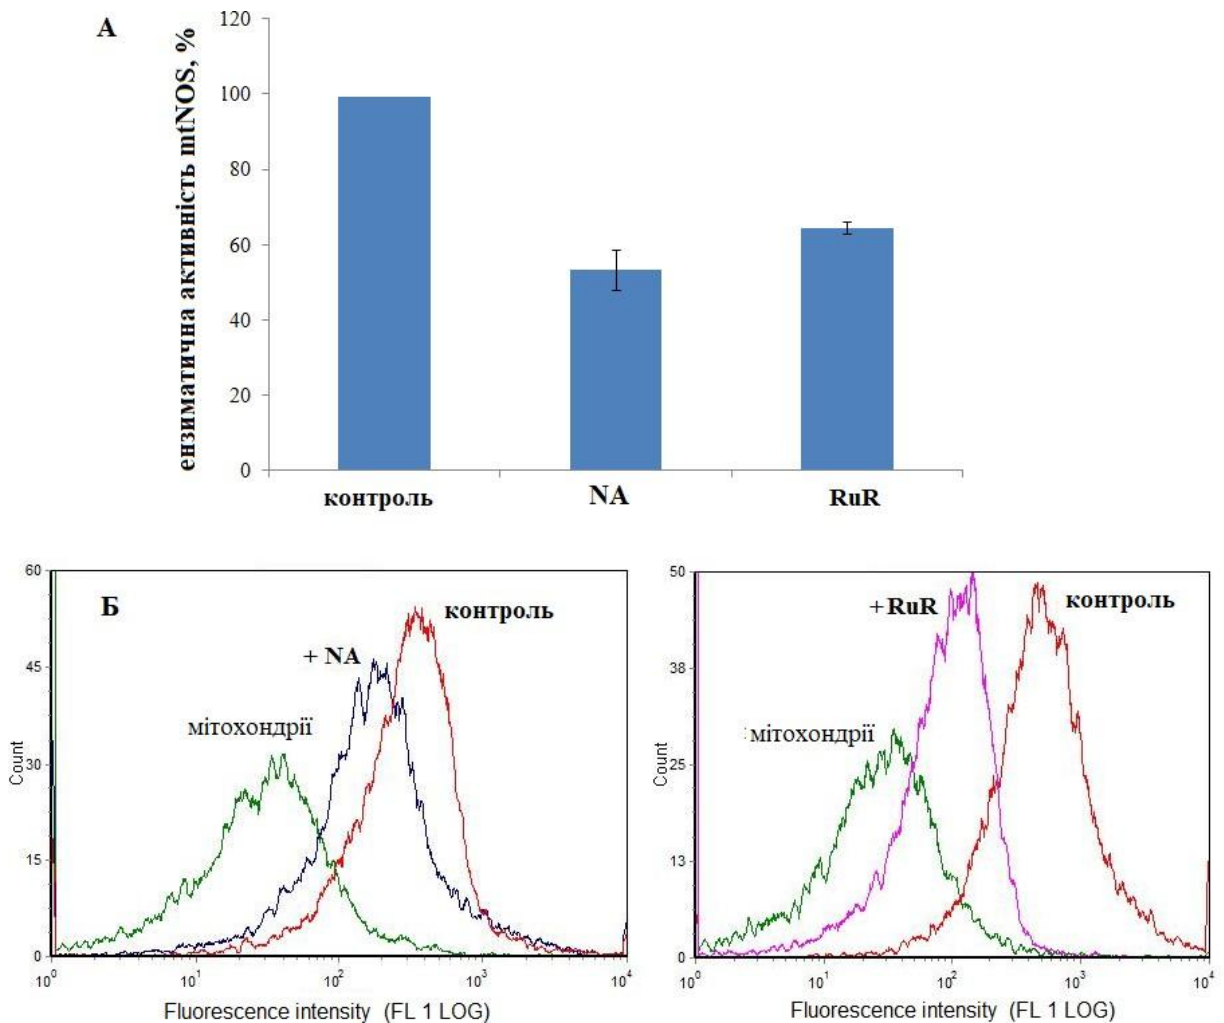 А
ензиматична активність mtNOS, %
120
100
80
60
40
20
0
контроль
NA
RuR
Б
60
45
30
15
0
Count
контроль
+ NA
мітохондрії
10⁰
10¹
10²
10³
10⁴
Fluorescence intensity (FL 1 LOG)
50
38
25
13
0
Count
+ RuR
контроль
:мітохондрії
10⁰
10¹
10²
10³
10⁴
Fluorescence intensity (FL 1 LOG)